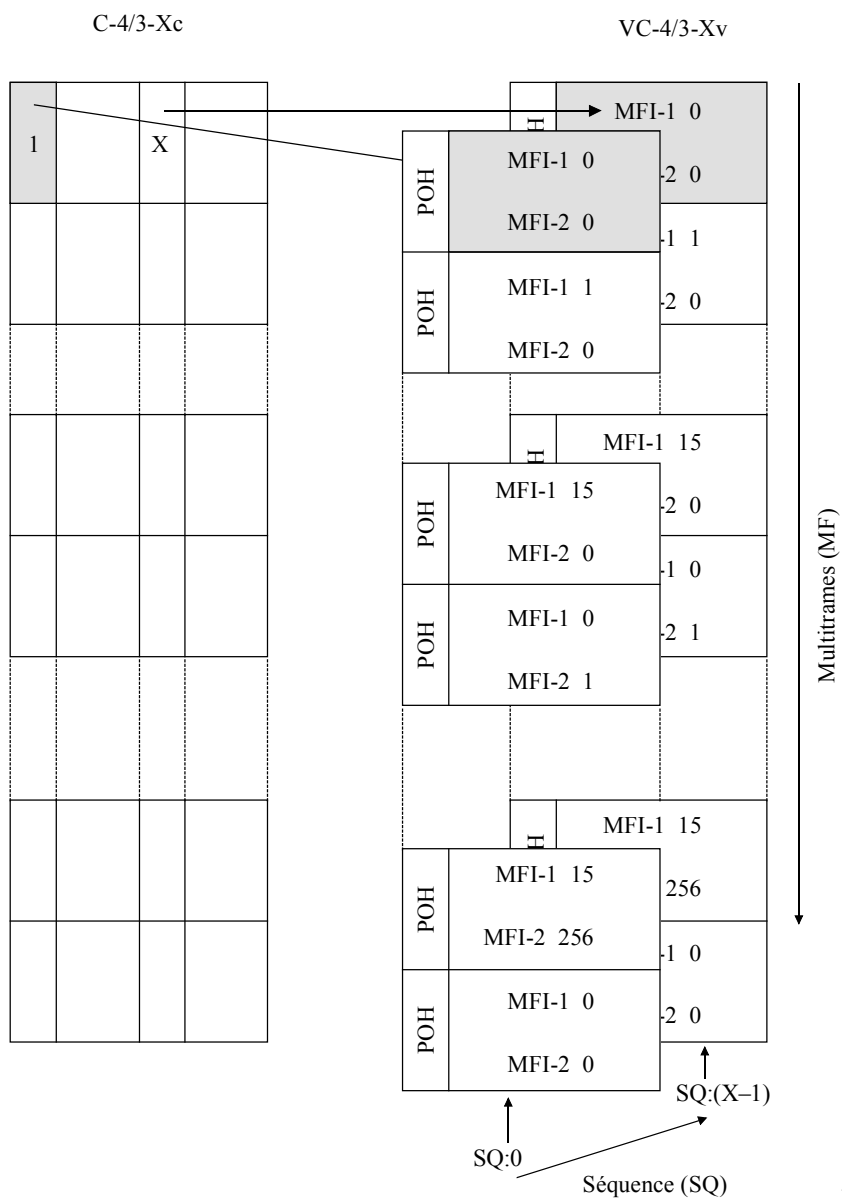 C-4/3-Xc
VC-4/3-Xv
1
X
MFI-1 0
H
-2 0
POH
MFI-1 0
MFI-2 0
-1 1
-2 0
POH
MFI-1 1
MFI-2 0
MFI-1 15
H
-2 0
POH
MFI-1 15
MFI-2 0
-1 0
-2 1
POH
MFI-1 0
MFI-2 1
MFI-1 15
H
256
POH
MFI-1 15
MFI-2 256
-1 0
-2 0
POH
MFI-1 0
MFI-2 0
Multitrames (MF)
SQ:(X–1)
SQ:0
Séquence (SQ)